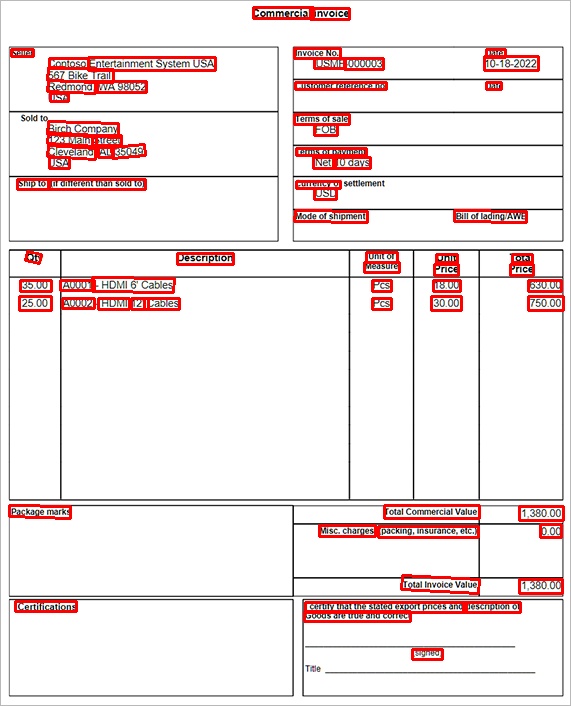 Commercial Invoice
Seller
Contoso Entertainment System USA
567 Bike Trail
Redmond, WA 98052
USA
Sold to
Birch Company
123 Main Street
Cleveland, AL 35049
USA
Ship to (if different than sold to)
Invoice No. Date
USMF-000003 10-18-2022
Customer reference no. Date
Terms of sale
FOB
Terms of payment
Net 10 days
Currency of settlement
USD
Mode of shipment Bill of lading/AWB
Qty Description Unit of Measure Unit Price Total Price
35.00 A0001 - HDMI 6' Cables Pcs 18.00 630.00
25.00 A0002 - HDMI 12' Cables Pcs 30.00 750.00
Package marks
Total Commercial Value 1,380.00
Misc. charges (packing, insurance, etc.) 0.00
Total Invoice Value 1,380.00
Certifications
I certify that the stated export prices and description of
Goods are true and correct
signed
Title